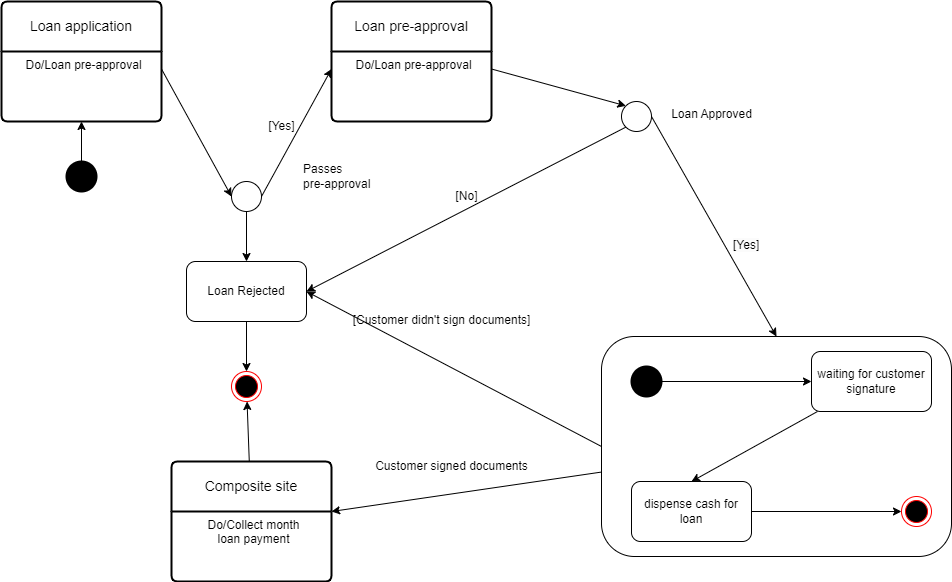 Loan application
Do/Loan pre-approval
Loan pre-approval
Do/Loan pre-approval
Loan Approved
[Yes]
Passes
pre-approval
[No]
[Yes]
Loan Rejected
[Customer didn't sign documents]
waiting for customer
signature
Customer signed documents
Composite site
Do/Collect month
loan payment
dispense cash for
loan